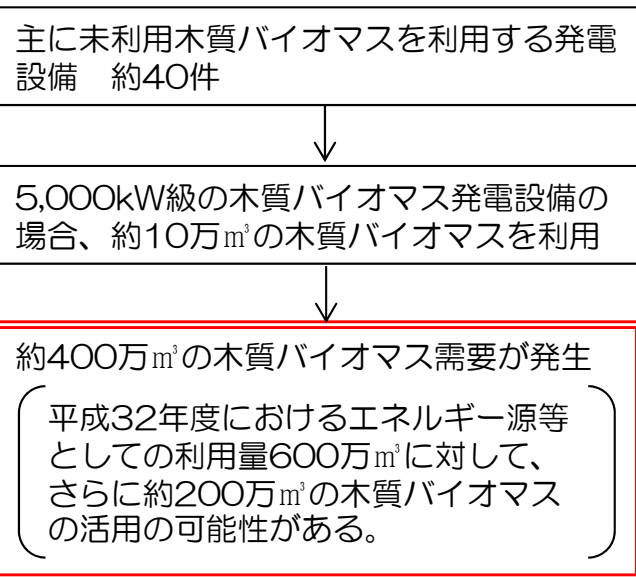 主に未利用木質バイオマスを利用する発電
設備　約40件
5,000kW級の木質バイオマス発電設備の
場合、約10万㎥の木質バイオマスを利用
約400万㎥の木質バイオマス需要が発生
平成32年度におけるエネルギー源等
としての利用量600万㎥に対して、
さらに約200万㎥の木質バイオマス
の活用の可能性がある。